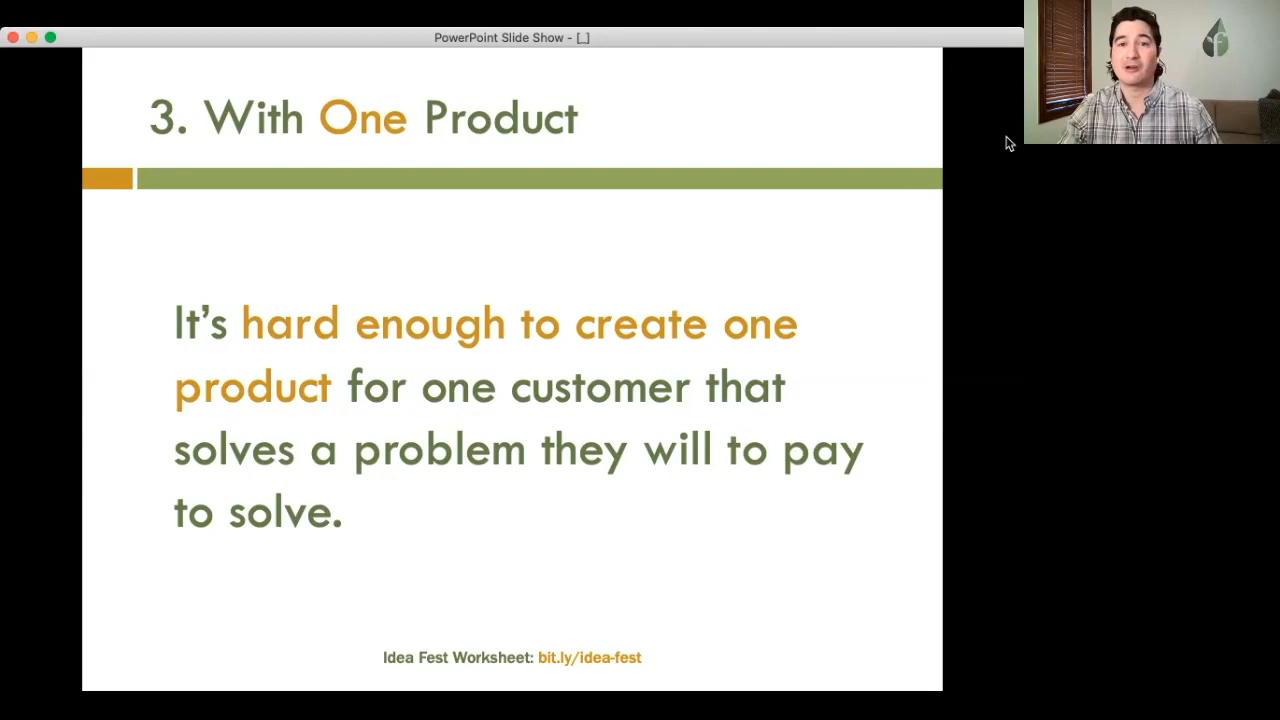 PowerPoint Slide Show - [_]
3. With One Product
It's hard enough to create one
product for one customer that
solves a problem they will to pay
to solve.
Idea Fest Worksheet: bit.ly/idea-fest
f